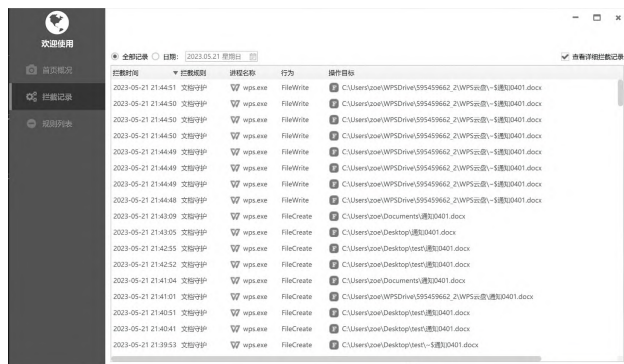 欢迎使用
首页概况
拦截记录
规则列表
全部记录 日期: 2023.05.21 星期日 查看详细拦截记录
拦截时间 拦截规则 进程名称 行为 操作目标
2023-05-21 21:44:51 文档守护 wps.exe FileWrite C:\Users\zoe\WPSDrive\595459662_2\WPS云盘\~$通知0401.docx
2023-05-21 21:44:50 文档守护 wps.exe FileWrite C:\Users\zoe\WPSDrive\595459662_2\WPS云盘\~$通知0401.docx
2023-05-21 21:44:50 文档守护 wps.exe FileWrite C:\Users\zoe\WPSDrive\595459662_2\WPS云盘\~$通知0401.docx
2023-05-21 21:44:50 文档守护 wps.exe FileWrite C:\Users\zoe\WPSDrive\595459662_2\WPS云盘\~$通知0401.docx
2023-05-21 21:44:49 文档守护 wps.exe FileWrite C:\Users\zoe\WPSDrive\595459662_2\WPS云盘\~$通知0401.docx
2023-05-21 21:44:49 文档守护 wps.exe FileWrite C:\Users\zoe\WPSDrive\595459662_2\WPS云盘\~$通知0401.docx
2023-05-21 21:44:49 文档守护 wps.exe FileWrite C:\Users\zoe\WPSDrive\595459662_2\WPS云盘\~$通知0401.docx
2023-05-21 21:44:48 文档守护 wps.exe FileWrite C:\Users\zoe\WPSDrive\595459662_2\WPS云盘\~$通知0401.docx
2023-05-21 21:43:09 文档守护 wps.exe FileCreate C:\Users\zoe\Documents\通知0401.docx
2023-05-21 21:43:05 文档守护 wps.exe FileCreate C:\Users\zoe\Desktop\通知0401.docx
2023-05-21 21:42:55 文档守护 wps.exe FileCreate C:\Users\zoe\Desktop\test\通知0401.docx
2023-05-21 21:42:52 文档守护 wps.exe FileCreate C:\Users\zoe\Desktop\test\通知0401.docx
2023-05-21 21:41:04 文档守护 wps.exe FileCreate C:\Users\zoe\Documents\通知0401.docx
2023-05-21 21:41:01 文档守护 wps.exe FileCreate C:\Users\zoe\WPSDrive\595459662_2\WPS云盘\通知0401.docx
2023-05-21 21:40:51 文档守护 wps.exe FileCreate C:\Users\zoe\Desktop\test\通知0401.docx
2023-05-21 21:40:41 文档守护 wps.exe FileCreate C:\Users\zoe\Desktop\test\通知0401.docx
2023-05-21 21:39:53 文档守护 wps.exe FileCreate C:\Users\zoe\Desktop\test\~$通知0401.docx